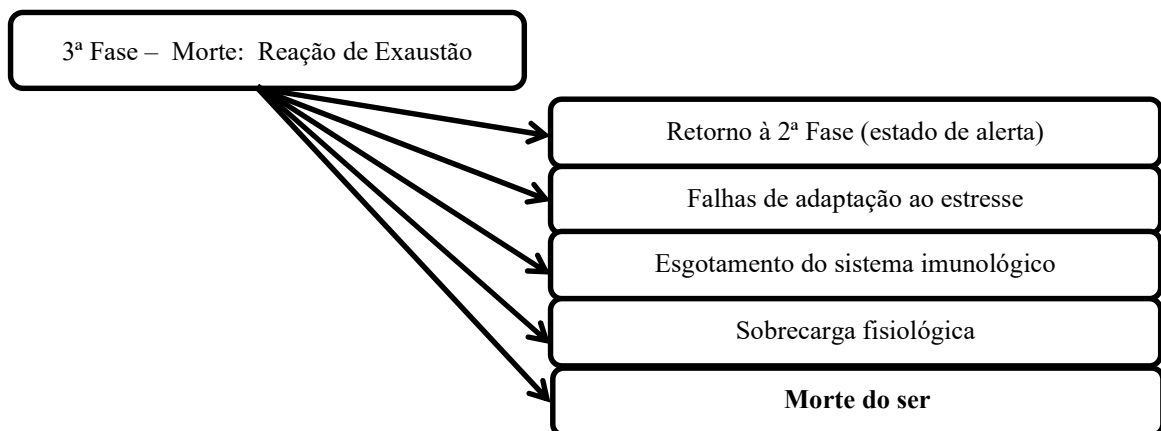 3ª Fase – Morte: Reação de Exaustão
Retorno à 2ª Fase (estado de alerta)
Falhas de adaptação ao estresse
Esgotamento do sistema imunológico
Sobrecarga fisiológica
Morte do ser